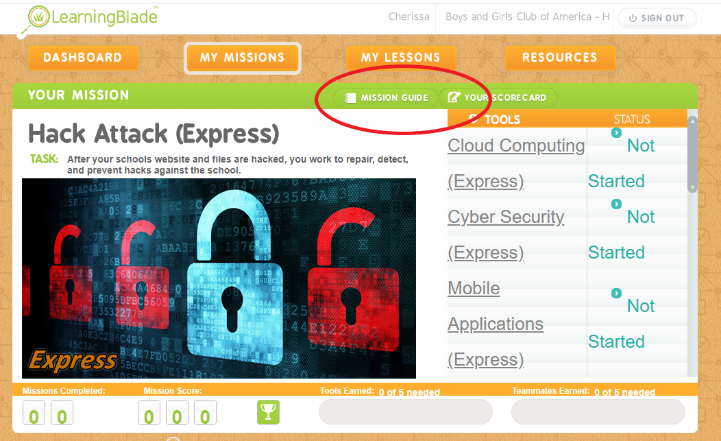 LearningBlade™
Cherissa
Boys and Girls Club of America - H
SIGN OUT
DASHBOARD
MY MISSIONS
MY LESSONS
RESOURCES
YOUR MISSION
MISSION GUIDE
YOUR SCORECARD
Hack Attack (Express)
TASK: After your schools website and files are hacked, you work to repair, detect,
and prevent hacks against the school.
Express
TOOLS
STATUS
Cloud Computing
(Express)
Not
Started
Cyber Security
(Express)
Not
Started
Mobile
Applications
(Express)
Not
Started
Missions Completed:
0 0
Mission Score:
0 0 0
Tools Earned: 0 of 5 needed
Teammates Earned: 0 of 5 needed